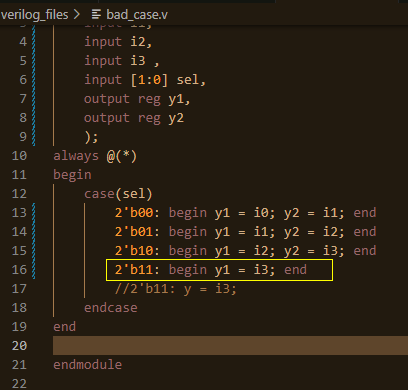 verilog_files > bad_case.v
input i1,
4 input i2,
5 input i3 ,
6 input [1:0] sel,
7 output reg y1,
8 output reg y2
9 );
10 always @(*)
11 begin
12 case(sel)
13 2'b00: begin y1 = i0; y2 = i1; end
14 2'b01: begin y1 = i1; y2 = i2; end
15 2'b10: begin y1 = i2; y2 = i3; end
16 2'b11: begin y1 = i3; end
17 //2'b11: y = i3;
18 endcase
19 end
20
21 endmodule
22